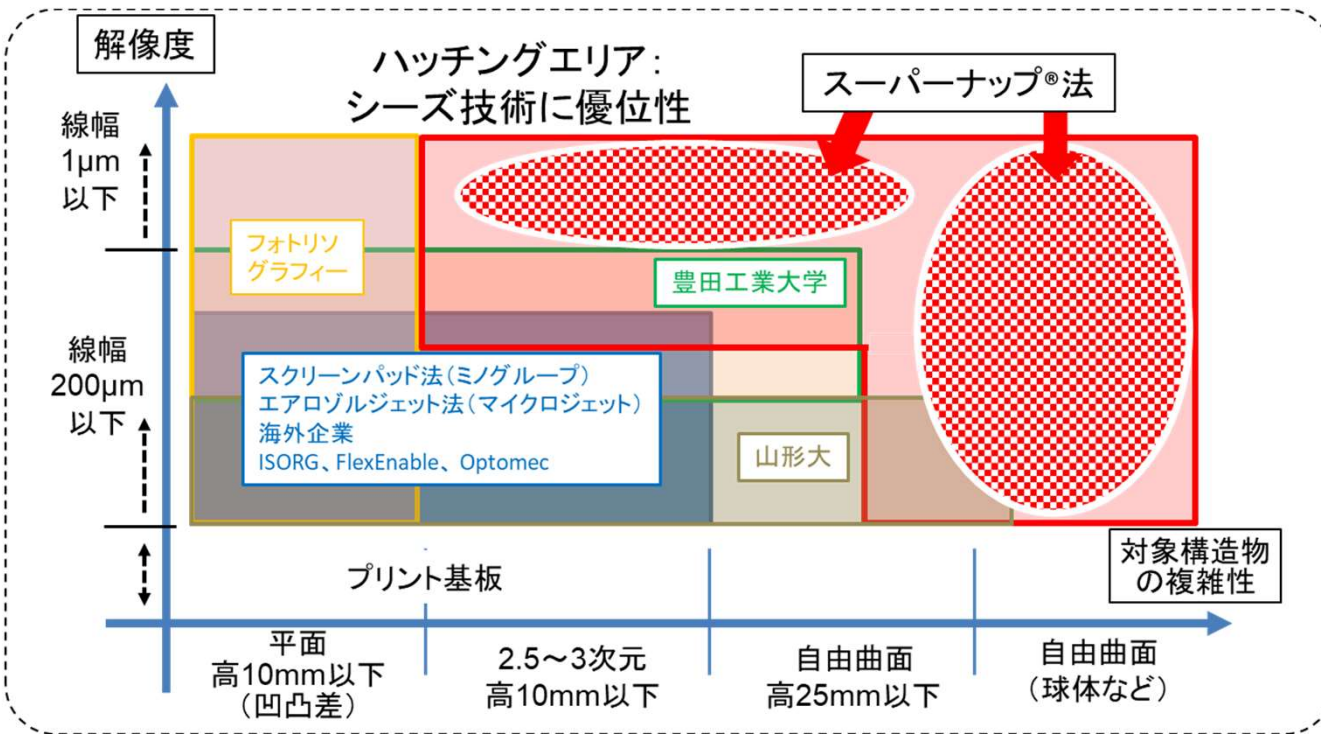 解像度
ハッチングエリア：
シーズ技術に優位性
スーパーナップ®法
線幅
1μm
以下
フォトリソ
グラフィー
豊田工業大学
線幅
200μm
以下
スクリーンパッド法（ミノグループ）
エアロゾルジェット法（マイクロジェット）
海外企業
ISORG、FlexEnable、Optomec
山形大
プリント基板
対象構造物
の複雑性
平面
高10mm以下
（凹凸差）
2.5～3次元
高10mm以下
自由曲面
高25mm以下
自由曲面
（球体など）